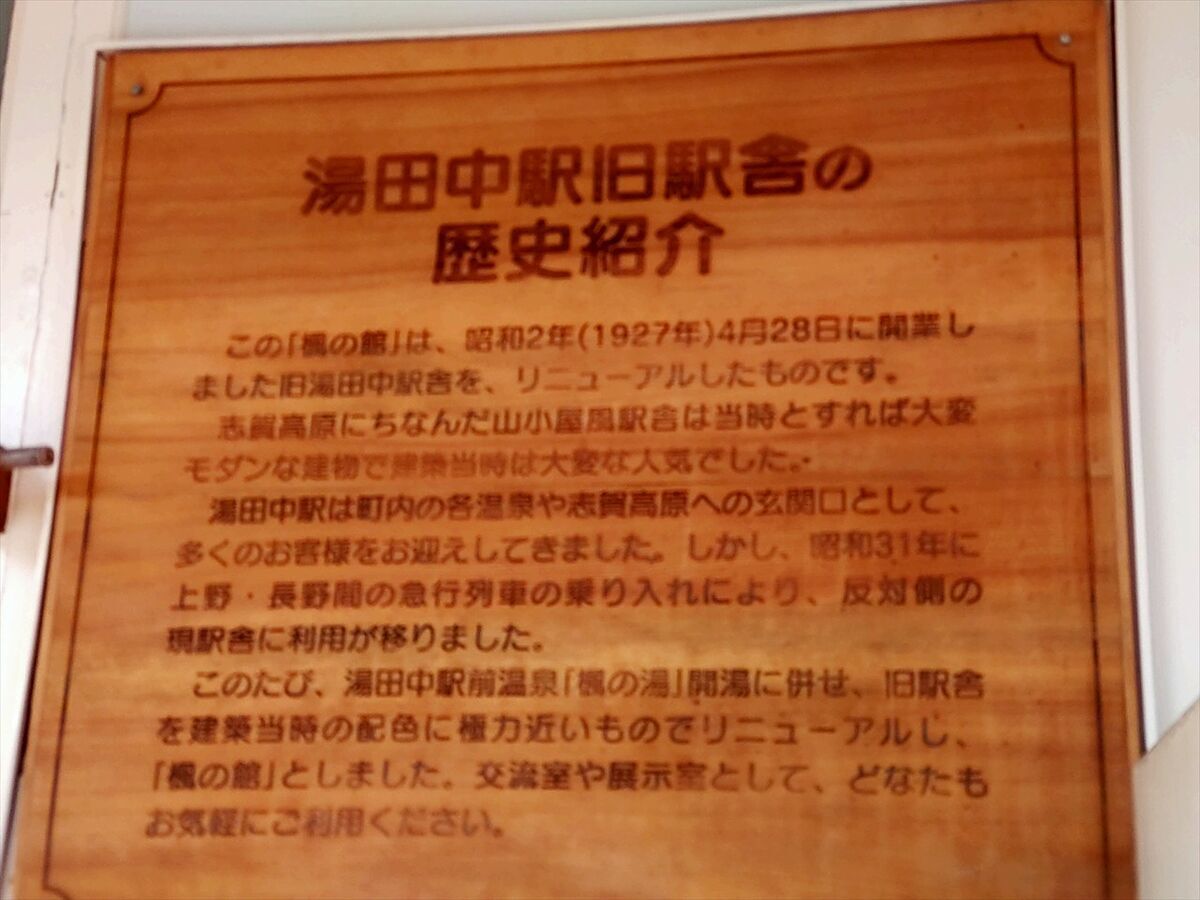 湯田中駅旧駅舎の
歴史紹介
この「楓の館」は、昭和2年(1927年)4月28日に開業し
ました旧湯田中駅舎を、リニューアルしたものです。
志賀高原にちなんだ山小屋風駅舎は当時とすれば大変
モダンな建物で建築当時は大変な人気でした。
湯田中駅は町内の各温泉や志賀高原への玄関口として、
多くのお客様をお迎えしてきました。しかし、昭和31年に
上野・長野間の急行列車の乗り入れにより、反対側の
現駅舎に利用が移りました。
このたび、湯田中駅前温泉「楓の湯」開湯に併せ、旧駅舎
を建築当時の配色に極力近いものでリニューアルし、
「楓の館」としました。交流室や展示室として、どなたも
お気軽にご利用ください。